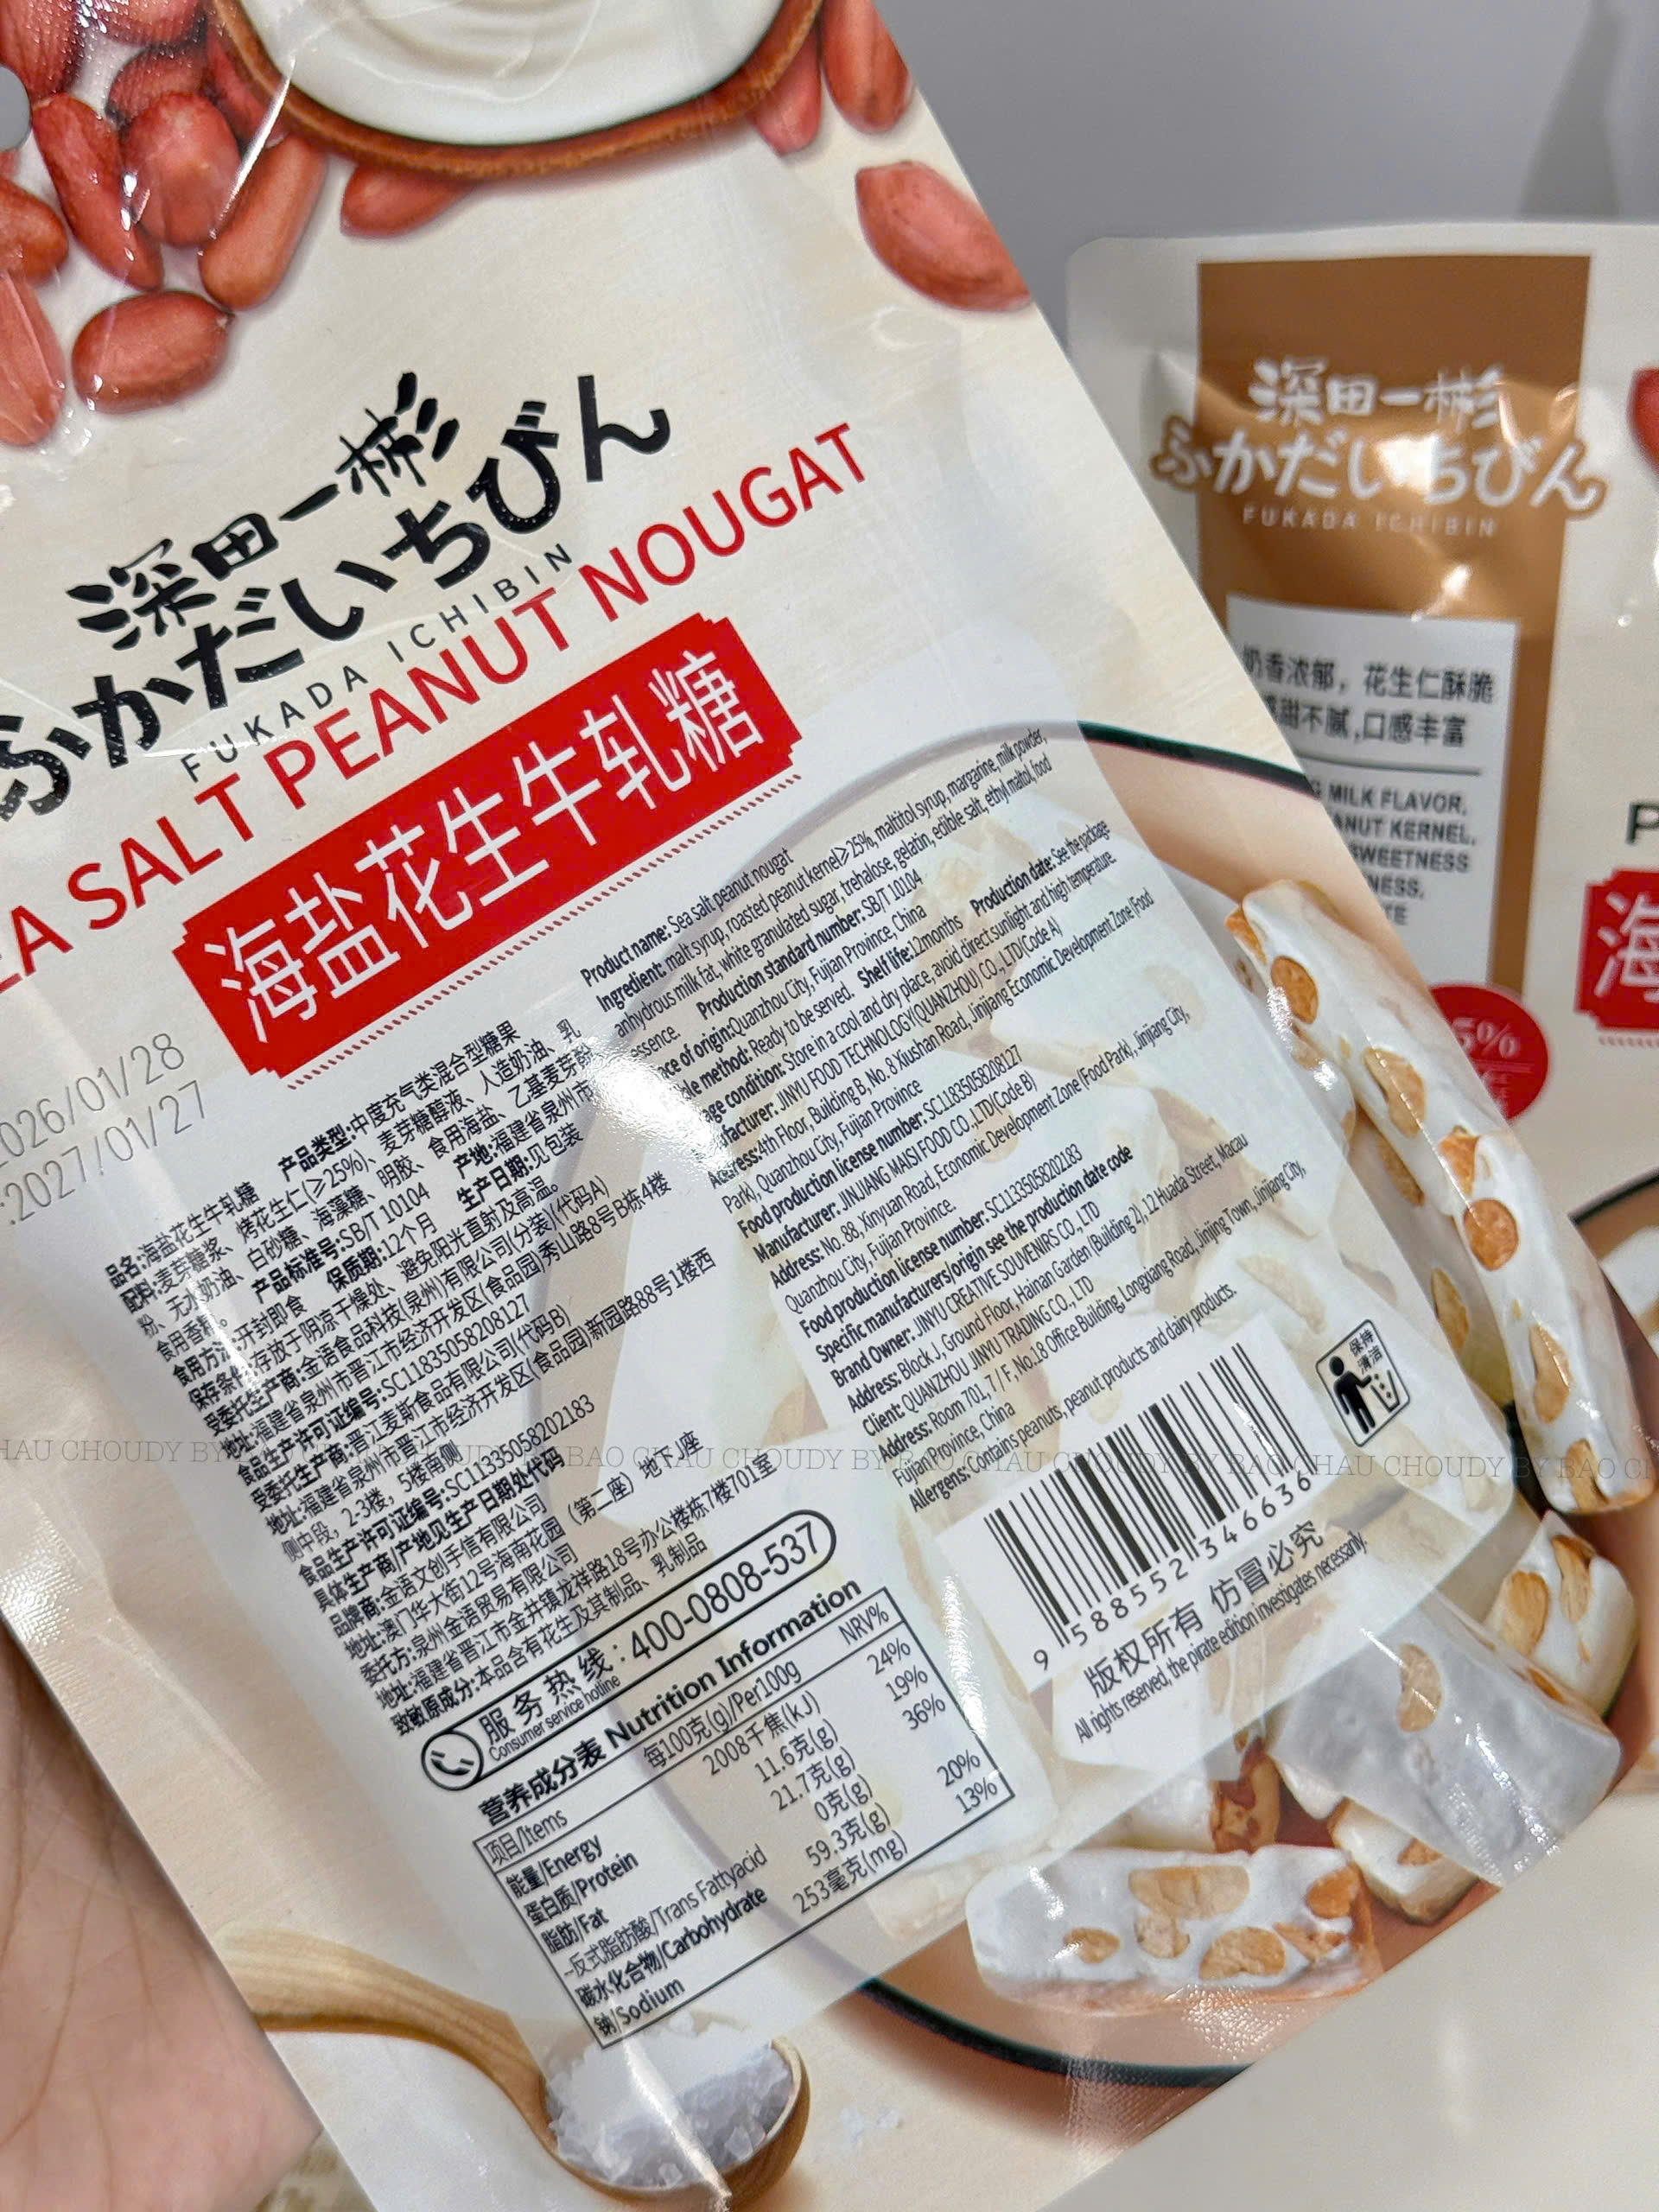 深田一彬
ふかだいちびん
FUKADA ICHIBIN
EA SALT PEANUT NOUGAT
海盐花生牛轧糖
2026/01/28
:2027/01/27
品名:海盐花生牛轧糖 产品类型:中度充气类混合型糖果
配料:麦芽糖浆、烤花生仁(≥25%)、麦芽糖醇液、人造奶油、乳
粉、无水奶油、白砂糖、海藻糖、明胶、食用海盐、乙基麦芽酚
食用香精。 产品标准号:SB/T 10104 产地:福建省泉州市
食用方法:开封即食 保质期:12个月 生产日期:见包装
保存条件:存放于阴凉干燥处、避免阳光直射及高温。
受委托生产商:金语食品科技(泉州)有限公司(分装)(代码A)
地址:福建省泉州市晋江市经济开发区(食品园)秀山路8号B栋4楼
食品生产许可证编号:SC11835058208127
受委托生产商:晋江麦斯食品有限公司(代码B)
地址:福建省泉州市晋江市经济开发区(食品园)新园路88号1楼西
侧中段，2-3楼，5楼南侧
食品生产许可证编号:SC11335058202183
具体生产商/产地见生产日期处代码
品牌商:金语文创手信有限公司
地址:澳门华大街12号海南花园（第二座）地下J座
委托方:泉州金语贸易有限公司
地址:福建省晋江市金井镇龙祥路18号办公楼栋7楼701室
致敏原成分:本品含有花生及其制品、乳制品
服务热线:400-0808-537
Consumer service hotline
营养成分表 Nutrition Information
项目/Items 每100克(g)/Per100g NRV%
能量/Energy 2008千焦(kJ) 24%
蛋白质/Protein 11.6克(g) 19%
脂肪/Fat 21.7克(g) 36%
--反式脂肪酸/Trans Fattyacid 0克(g)
碳水化合物/Carbohydrate 59.3克(g) 20%
钠/Sodium 253毫克(mg) 13%
Product name: Sea salt peanut nougat
Ingredient: malt syrup, roasted peanut kernel≥25%, maltitol syrup, margarine, milk powder,
anhydrous milk fat, white granulated sugar, trehalose, gelatin, edible salt, ethyl maltol, food
essence. Production standard number: SB/T 10104
ace of origin:Quanzhou City, Fujian Province, China
le method: Ready to be served. Shelf life:12months Production date: See the package
ge condition: Store in a cool and dry place, avoid direct sunlight and high temperature.
facturer: JINYU FOOD TECHNOLOGY(QUANZHOU) CO., LTD(Code A)
Address:4th Floor, Building B, No. 8 Xiushan Road, Jinjiang Economic Development Zone (Food
Park), Quanzhou City, Fujian Province
Food production license number: SC11835058208127
Manufacturer: JINJIANG MAISI FOOD CO.,LTD(Code B)
Address: No. 88, Xinyuan Road, Economic Development Zone (Food Park), Jinjiang City,
Quanzhou City, Fujian Province.
Food production license number: SC11335058202183
Specific manufacturers/origin see the production date code
Brand Owner: JINYU CREATIVE SOUVENIRS CO., LTD
Address: Block J, Ground Floor, Hainan Garden (Building 2), 12 Huada Street, Macau
Client: QUANZHOU JINYU TRADING CO., LTD
Address: Room 701, 7 / F, No.18 Office Building, Longxiang Road, Jinjing Town, Jinjiang City,
Fujian Province, China
Allergens: Contains peanuts, peanut products and dairy products.
9 588552 346636
保持
清洁
版权所有 仿冒必究
All rights reserved, the pirate edition investigates necessarily.
深田一彬
ふかだいちびん
FUKADA ICHIBIN
奶香浓郁，花生仁酥脆
甜不腻,口感丰富
G MILK FLAVOR,
ANUT KERNEL,
SWEETNESS
NESS,
TE
5%
P
海
HAU CHOUDY BY BAO CHAU CHOUDY BY BAO CHAU CHOUDY BY BAO CHAU CHOUDY BY BAO CH